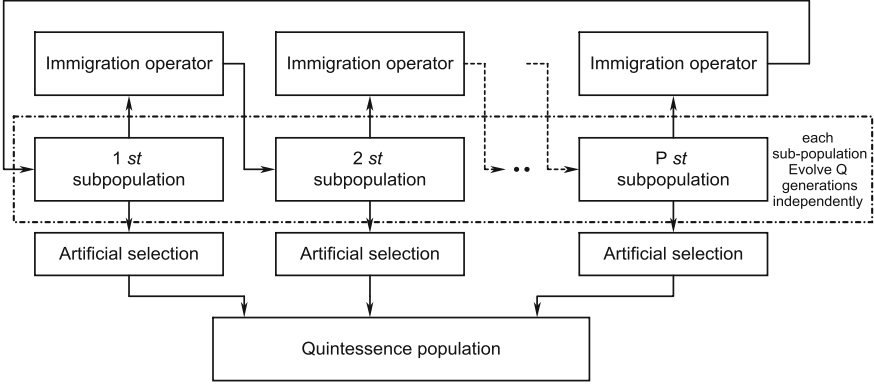 Immigration operator
Immigration operator
Immigration operator
1 st
subpopulation
2 st
subpopulation
P st
subpopulation
each
sub-population
Evolve Q
generations
independently
Artificial selection
Artificial selection
Artificial selection
Quintessence population